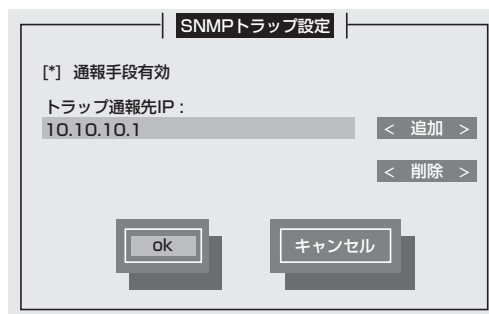 SNMPトラップ設定
[*] 通報手段有効
トラップ通報先IP :
10.10.10.1
< 追加 >
< 削除 >
ok
キャンセル